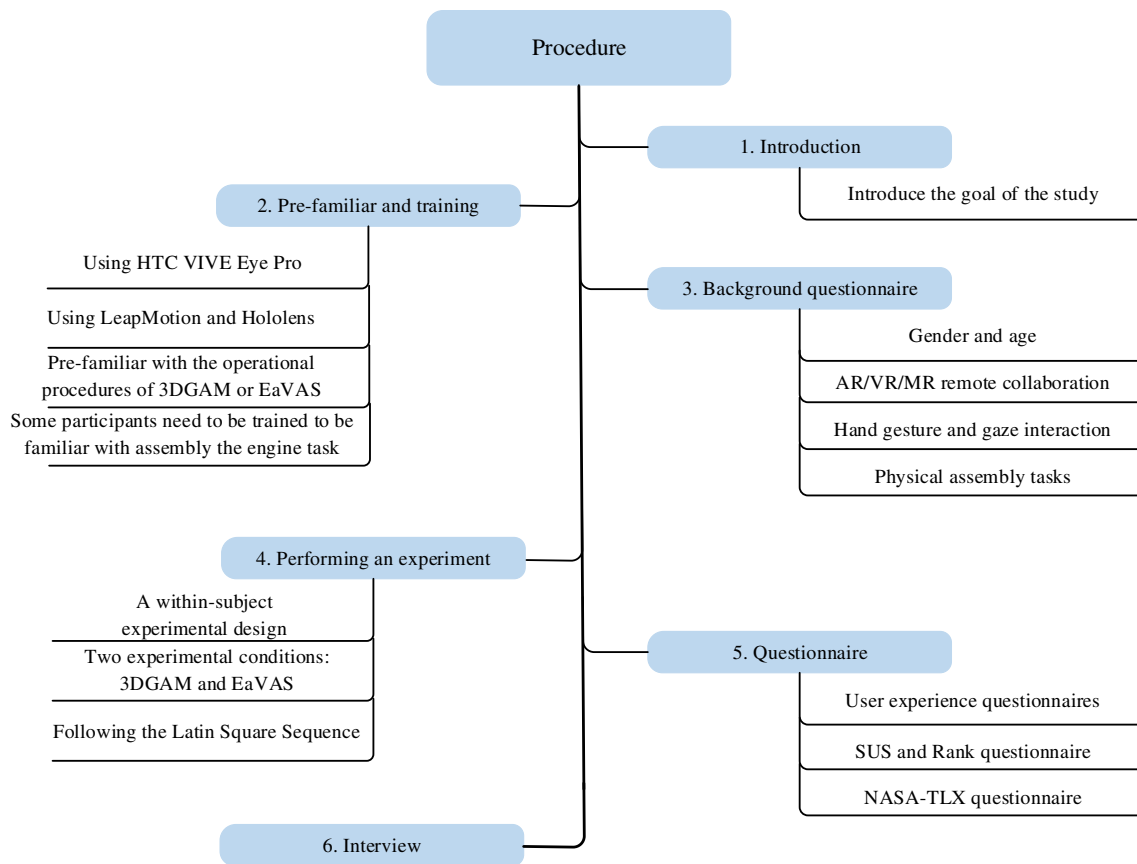 Procedure
1. Introduction
Introduce the goal of the study
2. Pre-familiar and training
Using HTC VIVE Eye Pro
Using LeapMotion and Hololens
Pre-familiar with the operational
procedures of 3DGAM or EaVAS
Some participants need to be trained to be
familiar with assembly the engine task
3. Background questionnaire
Gender and age
AR/VR/MR remote collaboration
Hand gesture and gaze interaction
Physical assembly tasks
4. Performing an experiment
A within-subject
experimental design
Two experimental conditions:
3DGAM and EaVAS
Following the Latin Square Sequence
5. Questionnaire
User experience questionnaires
SUS and Rank questionnaire
NASA-TLX questionnaire
6. Interview